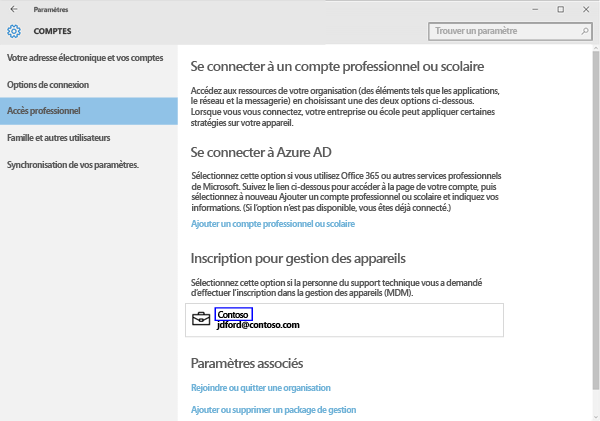 Paramètres
COMPTES
Trouver un paramètre
Votre adresse électronique et vos comptes
Options de connexion
Accès professionnel
Famille et autres utilisateurs
Synchronisation de vos paramètres.
Se connecter à un compte professionnel ou scolaire
Accédez aux ressources de votre organisation (des éléments tels que les applications,
le réseau et la messagerie) en choisissant une des deux options ci-dessous.
Lorsque vous vous connectez, votre entreprise ou école peut appliquer certaines
stratégies sur votre appareil.
Se connecter à Azure AD
Sélectionnez cette option si vous utilisez Office 365 ou autres services professionnels
de Microsoft. Suivez le lien ci-dessous pour accéder à la page de votre compte, puis
sélectionnez à nouveau Ajouter un compte professionnel ou scolaire et indiquez vos
informations. (Si l'option n'est pas disponible, vous êtes déjà connecté.)
Ajouter un compte professionnel ou scolaire
Inscription pour gestion des appareils
Sélectionnez cette option si la personne du support technique vous a demandé
d'effectuer l'inscription dans la gestion des appareils (MDM).
Contoso
jdford@contoso.com
Paramètres associés
Rejoindre ou quitter une organisation
Ajouter ou supprimer un package de gestion